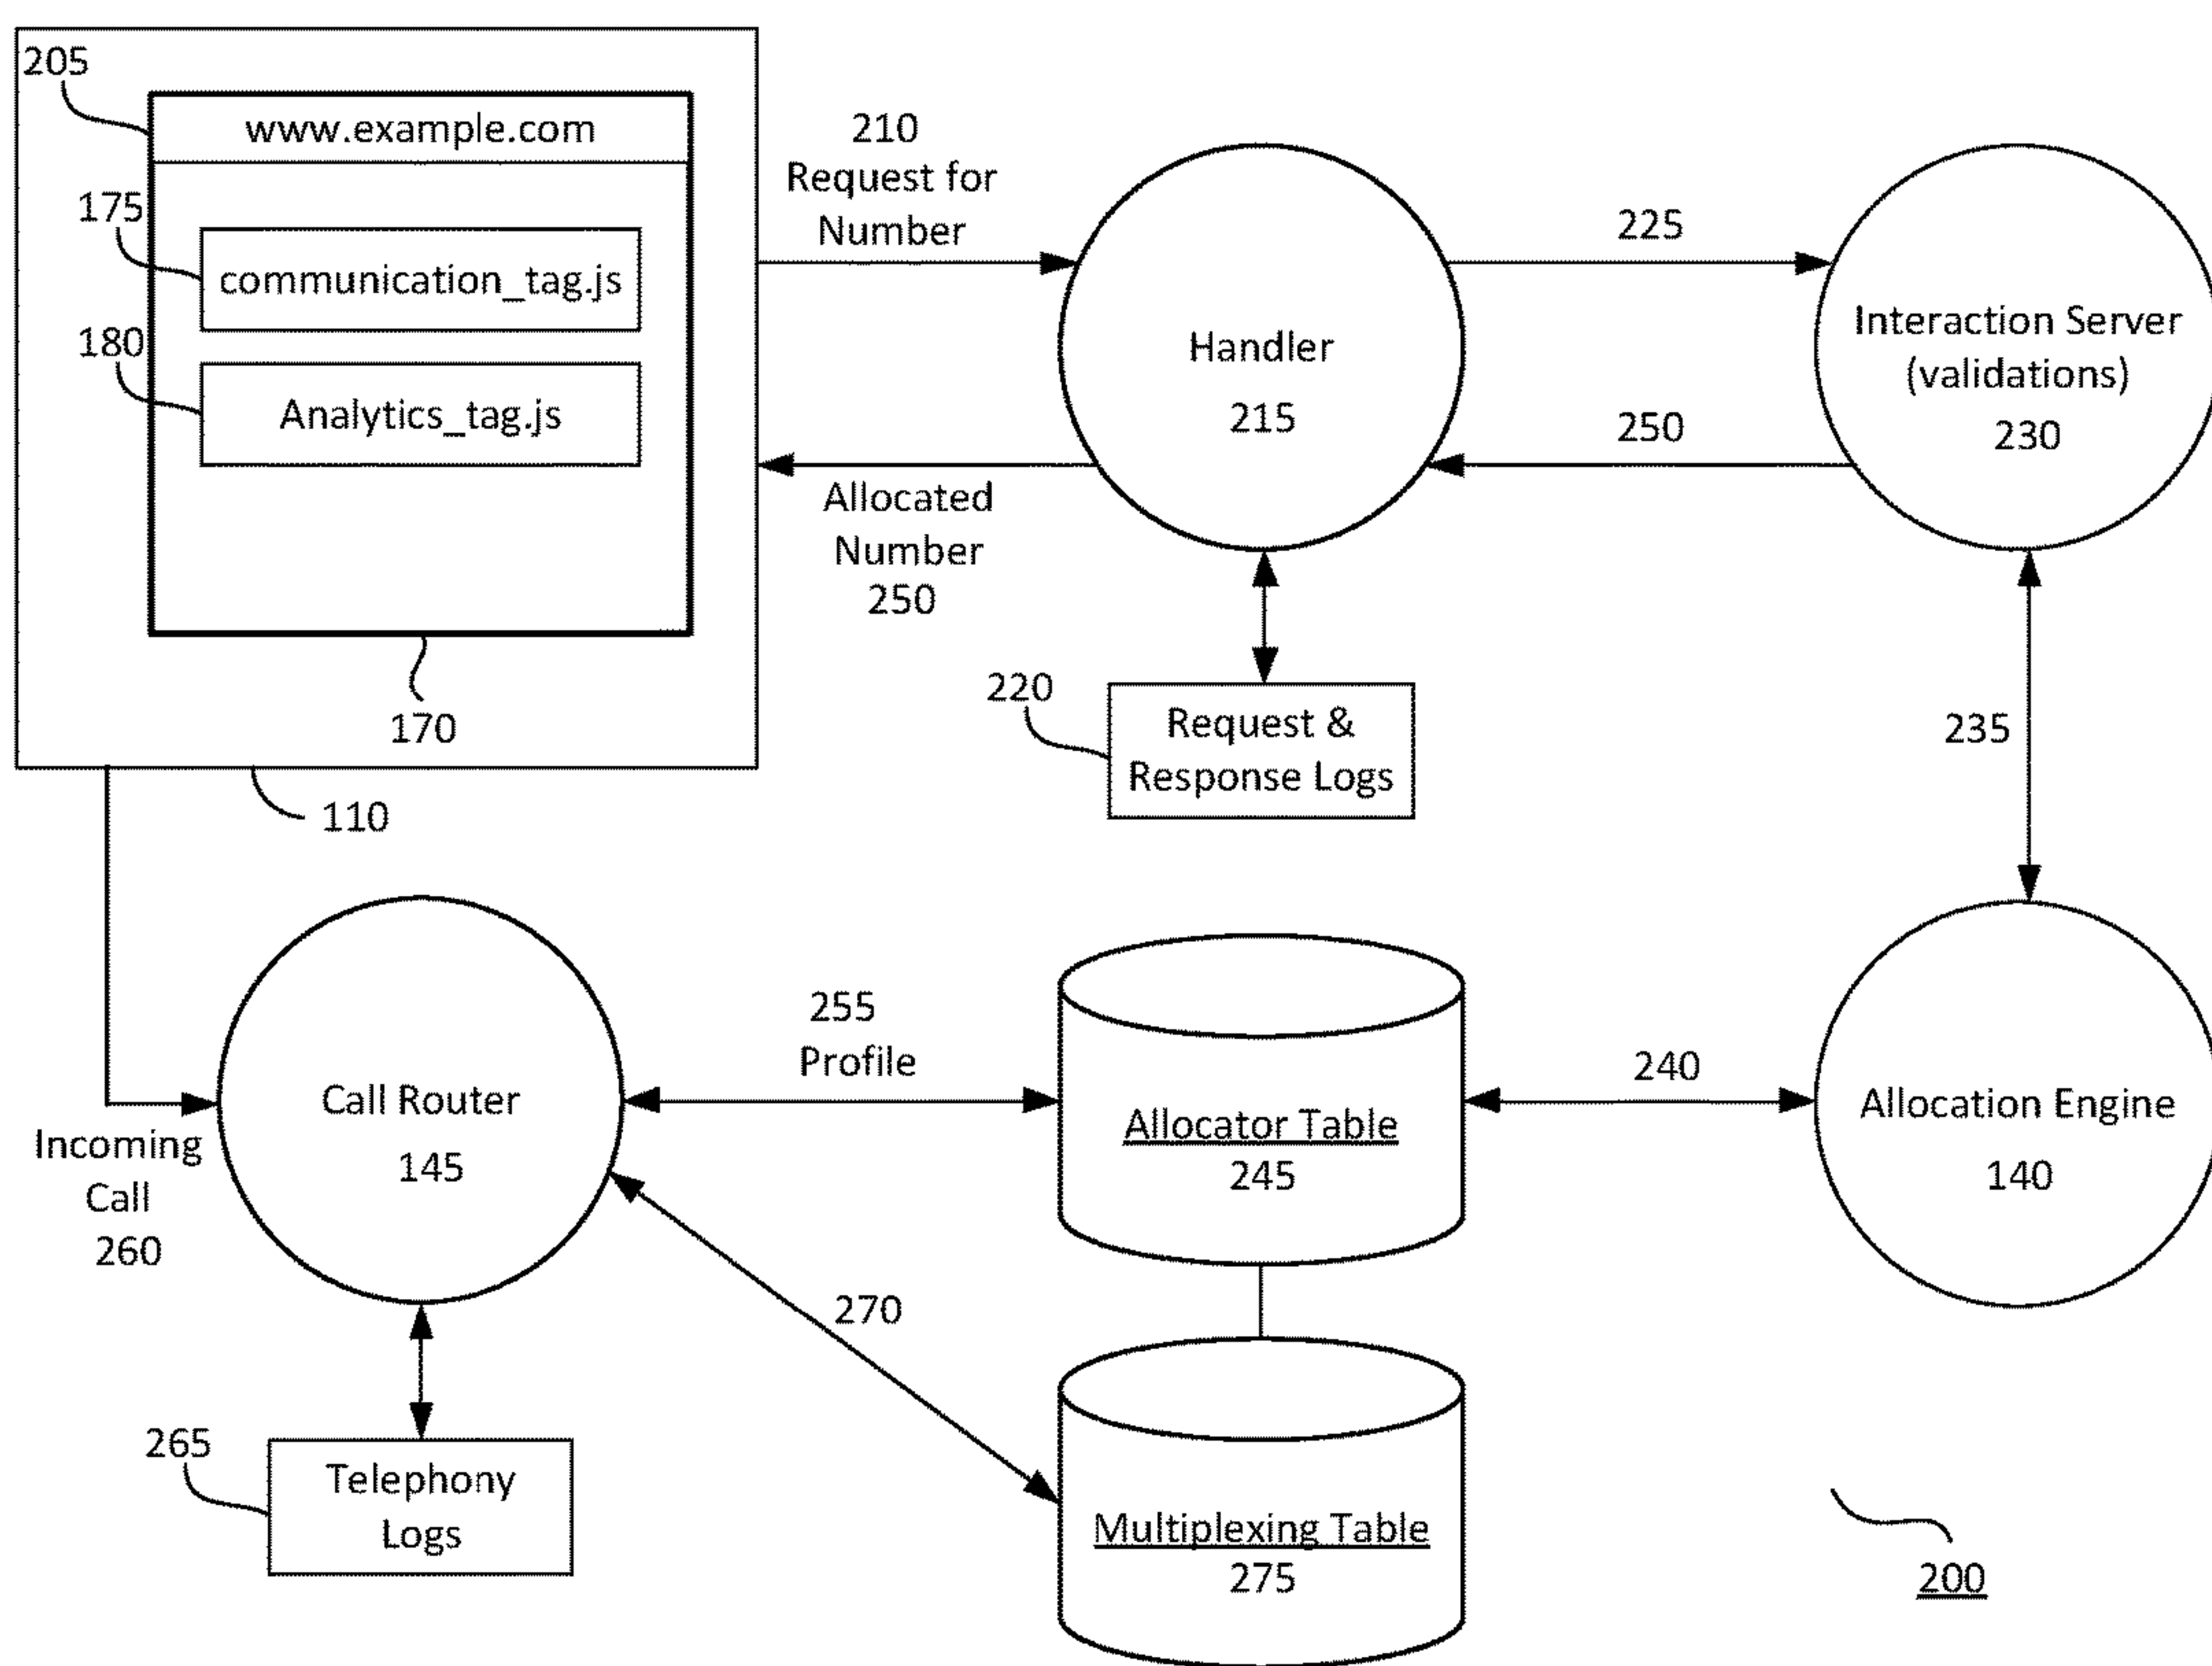 205
www.example.com
175
communication_tag.js
180
Analytics_tag.js
170
110
210
Request for
Number
Handler
215
225
Interaction Server
(validations)
230
250
Allocated
Number
250
220
Request &
Response Logs
235
Call Router
145
Incoming
Call
260
255
Profile
Allocator Table
245
240
Allocation Engine
140
270
265
Telephony
Logs
Multiplexing Table
275
200